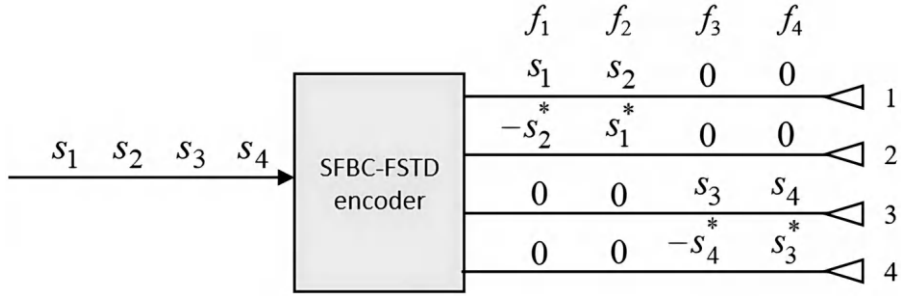 f₁ f₂ f₃ f₄
s₁ s₂ 0 0 1
−s₂* s₁* 0 0 2
s₁ s₂ s₃ s₄
SFBC-FSTD
encoder
0 0 s₃ s₄ 3
0 0 −s₄* s₃* 4